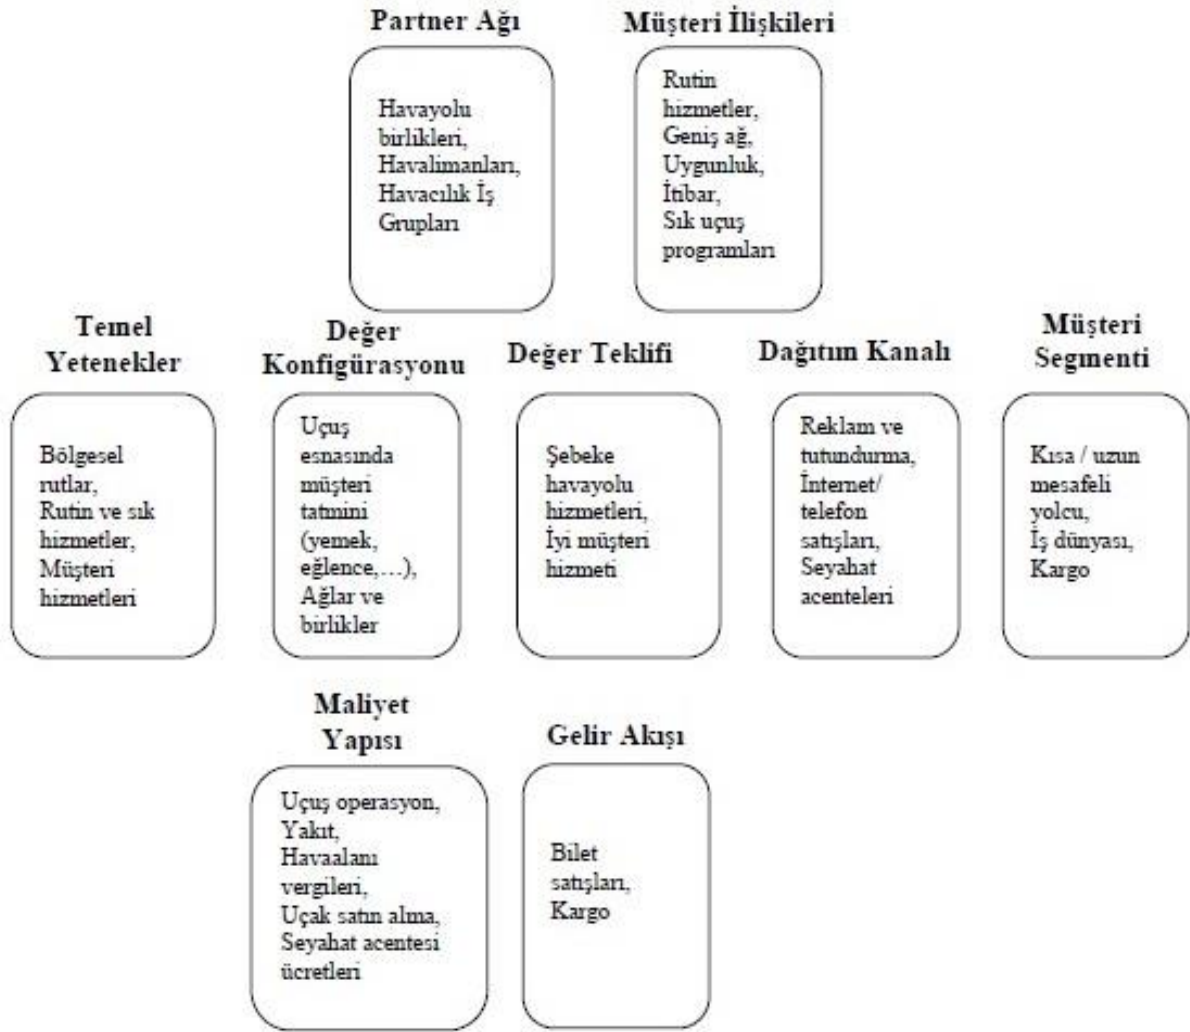 Partner Ağı
Havayolu
birlikleri,
Havalimanları,
Havacılık İş
Grupları
Müşteri İlişkileri
Rutin
hizmetler,
Geniş ağ,
Uygunluk,
İtibar,
Sık uçuş
programları
Temel
Yetenekler
Bölgesel
rutlar,
Rutin ve sık
hizmetler,
Müşteri
hizmetleri
Değer
Konfigürasyonu
Uçuş
esnasında
müşteri
tatmini
(yemek,
eğlence,…),
Ağlar ve
birlikler
Değer Teklifi
Şebeke
havayolu
hizmetleri,
İyi müşteri
hizmeti
Dağıtım Kanalı
Reklam ve
tutundurma,
İnternet/
telefon
satışları,
Seyahat
acenteleri
Müşteri
Segmenti
Kısa / uzun
mesafeli
yolcu,
İş dünyası,
Kargo
Maliyet
Yapısı
Uçuş operasyon,
Yakıt,
Havaalanı
vergileri,
Uçak satın alma,
Seyahat acentesi
ücretleri
Gelir Akışı
Bilet
satışları,
Kargo